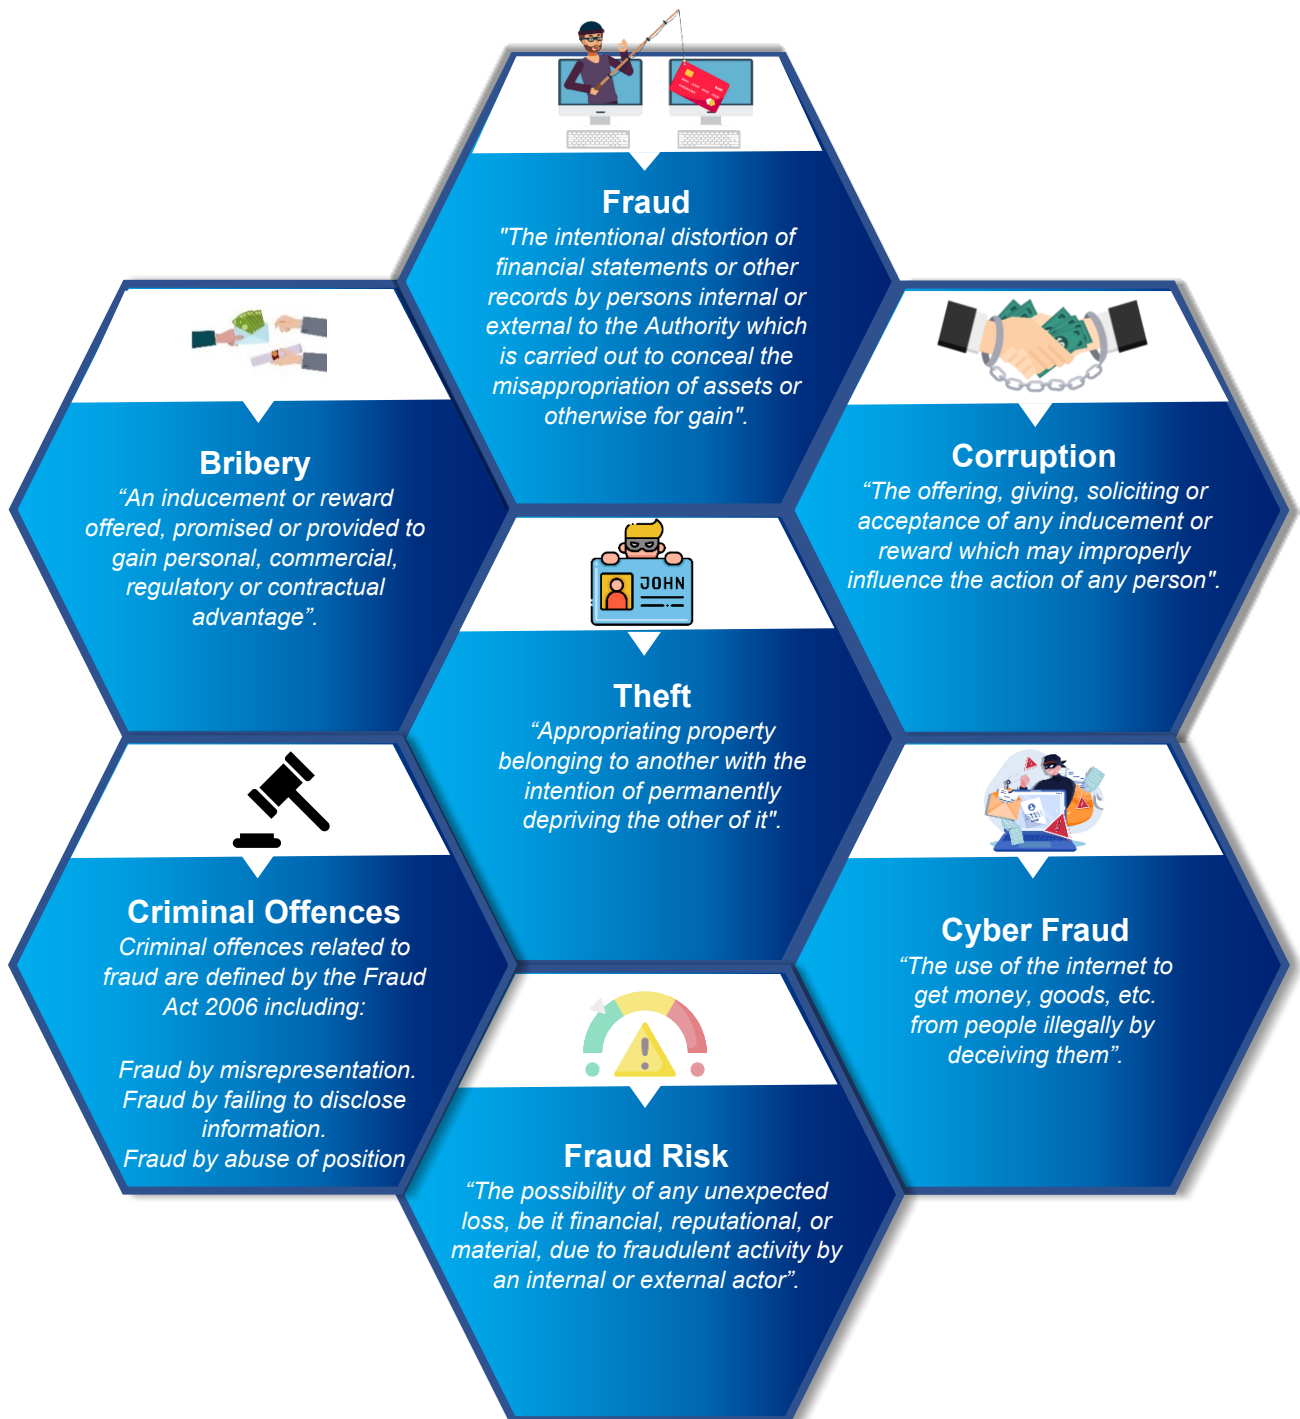 Fraud
"The intentional distortion of
financial statements or other
records by persons internal or
external to the Authority which
is carried out to conceal the
misappropriation of assets or
otherwise for gain".
Bribery
“An inducement or reward
offered, promised or provided to
gain personal, commercial,
regulatory or contractual
advantage”.
Corruption
“The offering, giving, soliciting or
acceptance of any inducement or
reward which may improperly
influence the action of any person".
JOHN
Theft
“Appropriating property
belonging to another with the
intention of permanently
depriving the other of it".
Criminal Offences
Criminal offences related to
fraud are defined by the Fraud
Act 2006 including:
Fraud by misrepresentation.
Fraud by failing to disclose
information.
Fraud by abuse of position
Cyber Fraud
“The use of the internet to
get money, goods, etc.
from people illegally by
deceiving them”.
Fraud Risk
“The possibility of any unexpected
loss, be it financial, reputational, or
material, due to fraudulent activity by
an internal or external actor”.